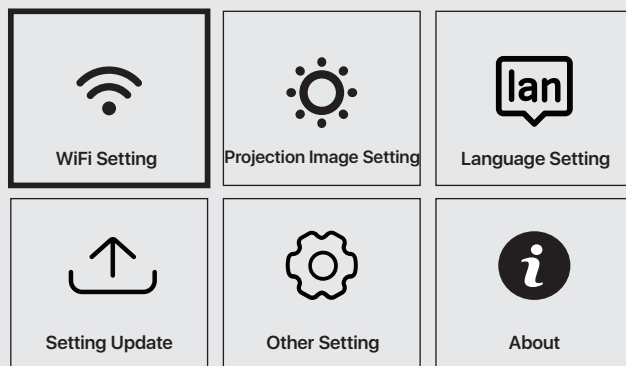 lan
WiFi Setting
Projection Image Setting
Language Setting
i
Setting Update
Other Setting
About